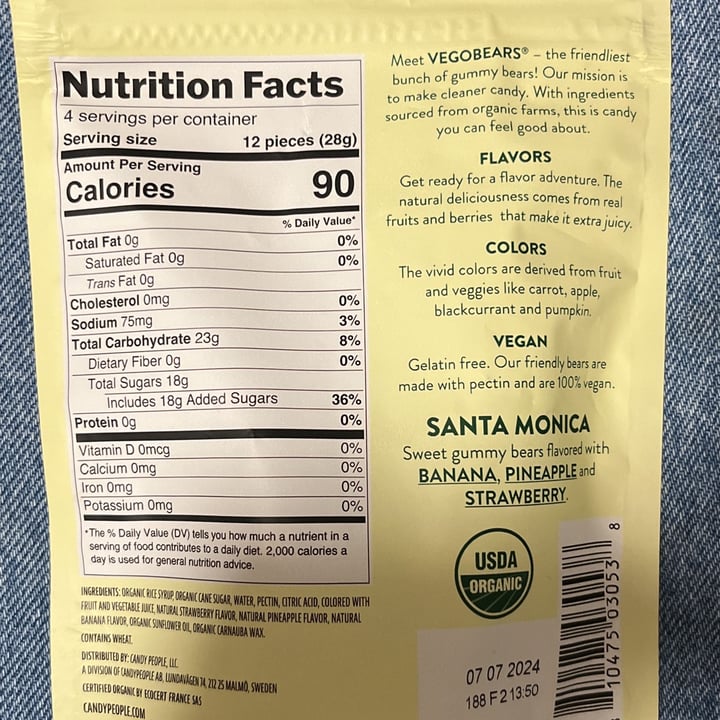 Nutrition Facts
4 servings per container
Serving size 12 pieces (28g)
Amount Per Serving
Calories 90
% Daily Value*
Total Fat 0g 0%
Saturated Fat 0g 0%
Trans Fat 0g
Cholesterol 0mg 0%
Sodium 75mg 3%
Total Carbohydrate 23g 8%
Dietary Fiber 0g 0%
Total Sugars 18g
Includes 18g Added Sugars 36%
Protein 0g 0%
Vitamin D 0mcg 0%
Calcium 0mg 0%
Iron 0mg 0%
Potassium 0mg 0%
*The % Daily Value (DV) tells you how much a nutrient in a
serving of food contributes to a daily diet. 2,000 calories a
day is used for general nutrition advice.
INGREDIENTS: ORGANIC RICE SYRUP, ORGANIC CANE SUGAR, WATER, PECTIN, CITRIC ACID, COLORED WITH
FRUIT AND VEGETABLE JUICE, NATURAL STRAWBERRY FLAVOR, NATURAL PINEAPPLE FLAVOR, NATURAL
BANANA FLAVOR, ORGANIC SUNFLOWER OIL, ORGANIC CARNAUBA WAX.
CONTAINS WHEAT.
DISTRIBUTED BY: CANDY PEOPLE, LLC.
A DIVISION OF CANDYPEOPLE AB, LUNDAVÄGEN 14, 212 25 MALMÖ, SWEDEN
CERTIFIED ORGANIC BY ECOCERT FRANCE SAS
CANDYPEOPLE.COM
Meet VEGOBEARS® – the friendliest
bunch of gummy bears! Our mission is
to make cleaner candy. With ingredients
sourced from organic farms, this is candy
you can feel good about.
FLAVORS
Get ready for a flavor adventure. The
natural deliciousness comes from real
fruits and berries that make it extra juicy.
COLORS
The vivid colors are derived from fruit
and veggies like carrot, apple,
blackcurrant and pumpkin.
VEGAN
Gelatin free. Our friendly bears are
made with pectin and are 100% vegan.
SANTA MONICA
Sweet gummy bears flavored with
BANANA, PINEAPPLE and
STRAWBERRY.
USDA
ORGANIC
07 07 2024
188 F2 13:50
10475 03053 8